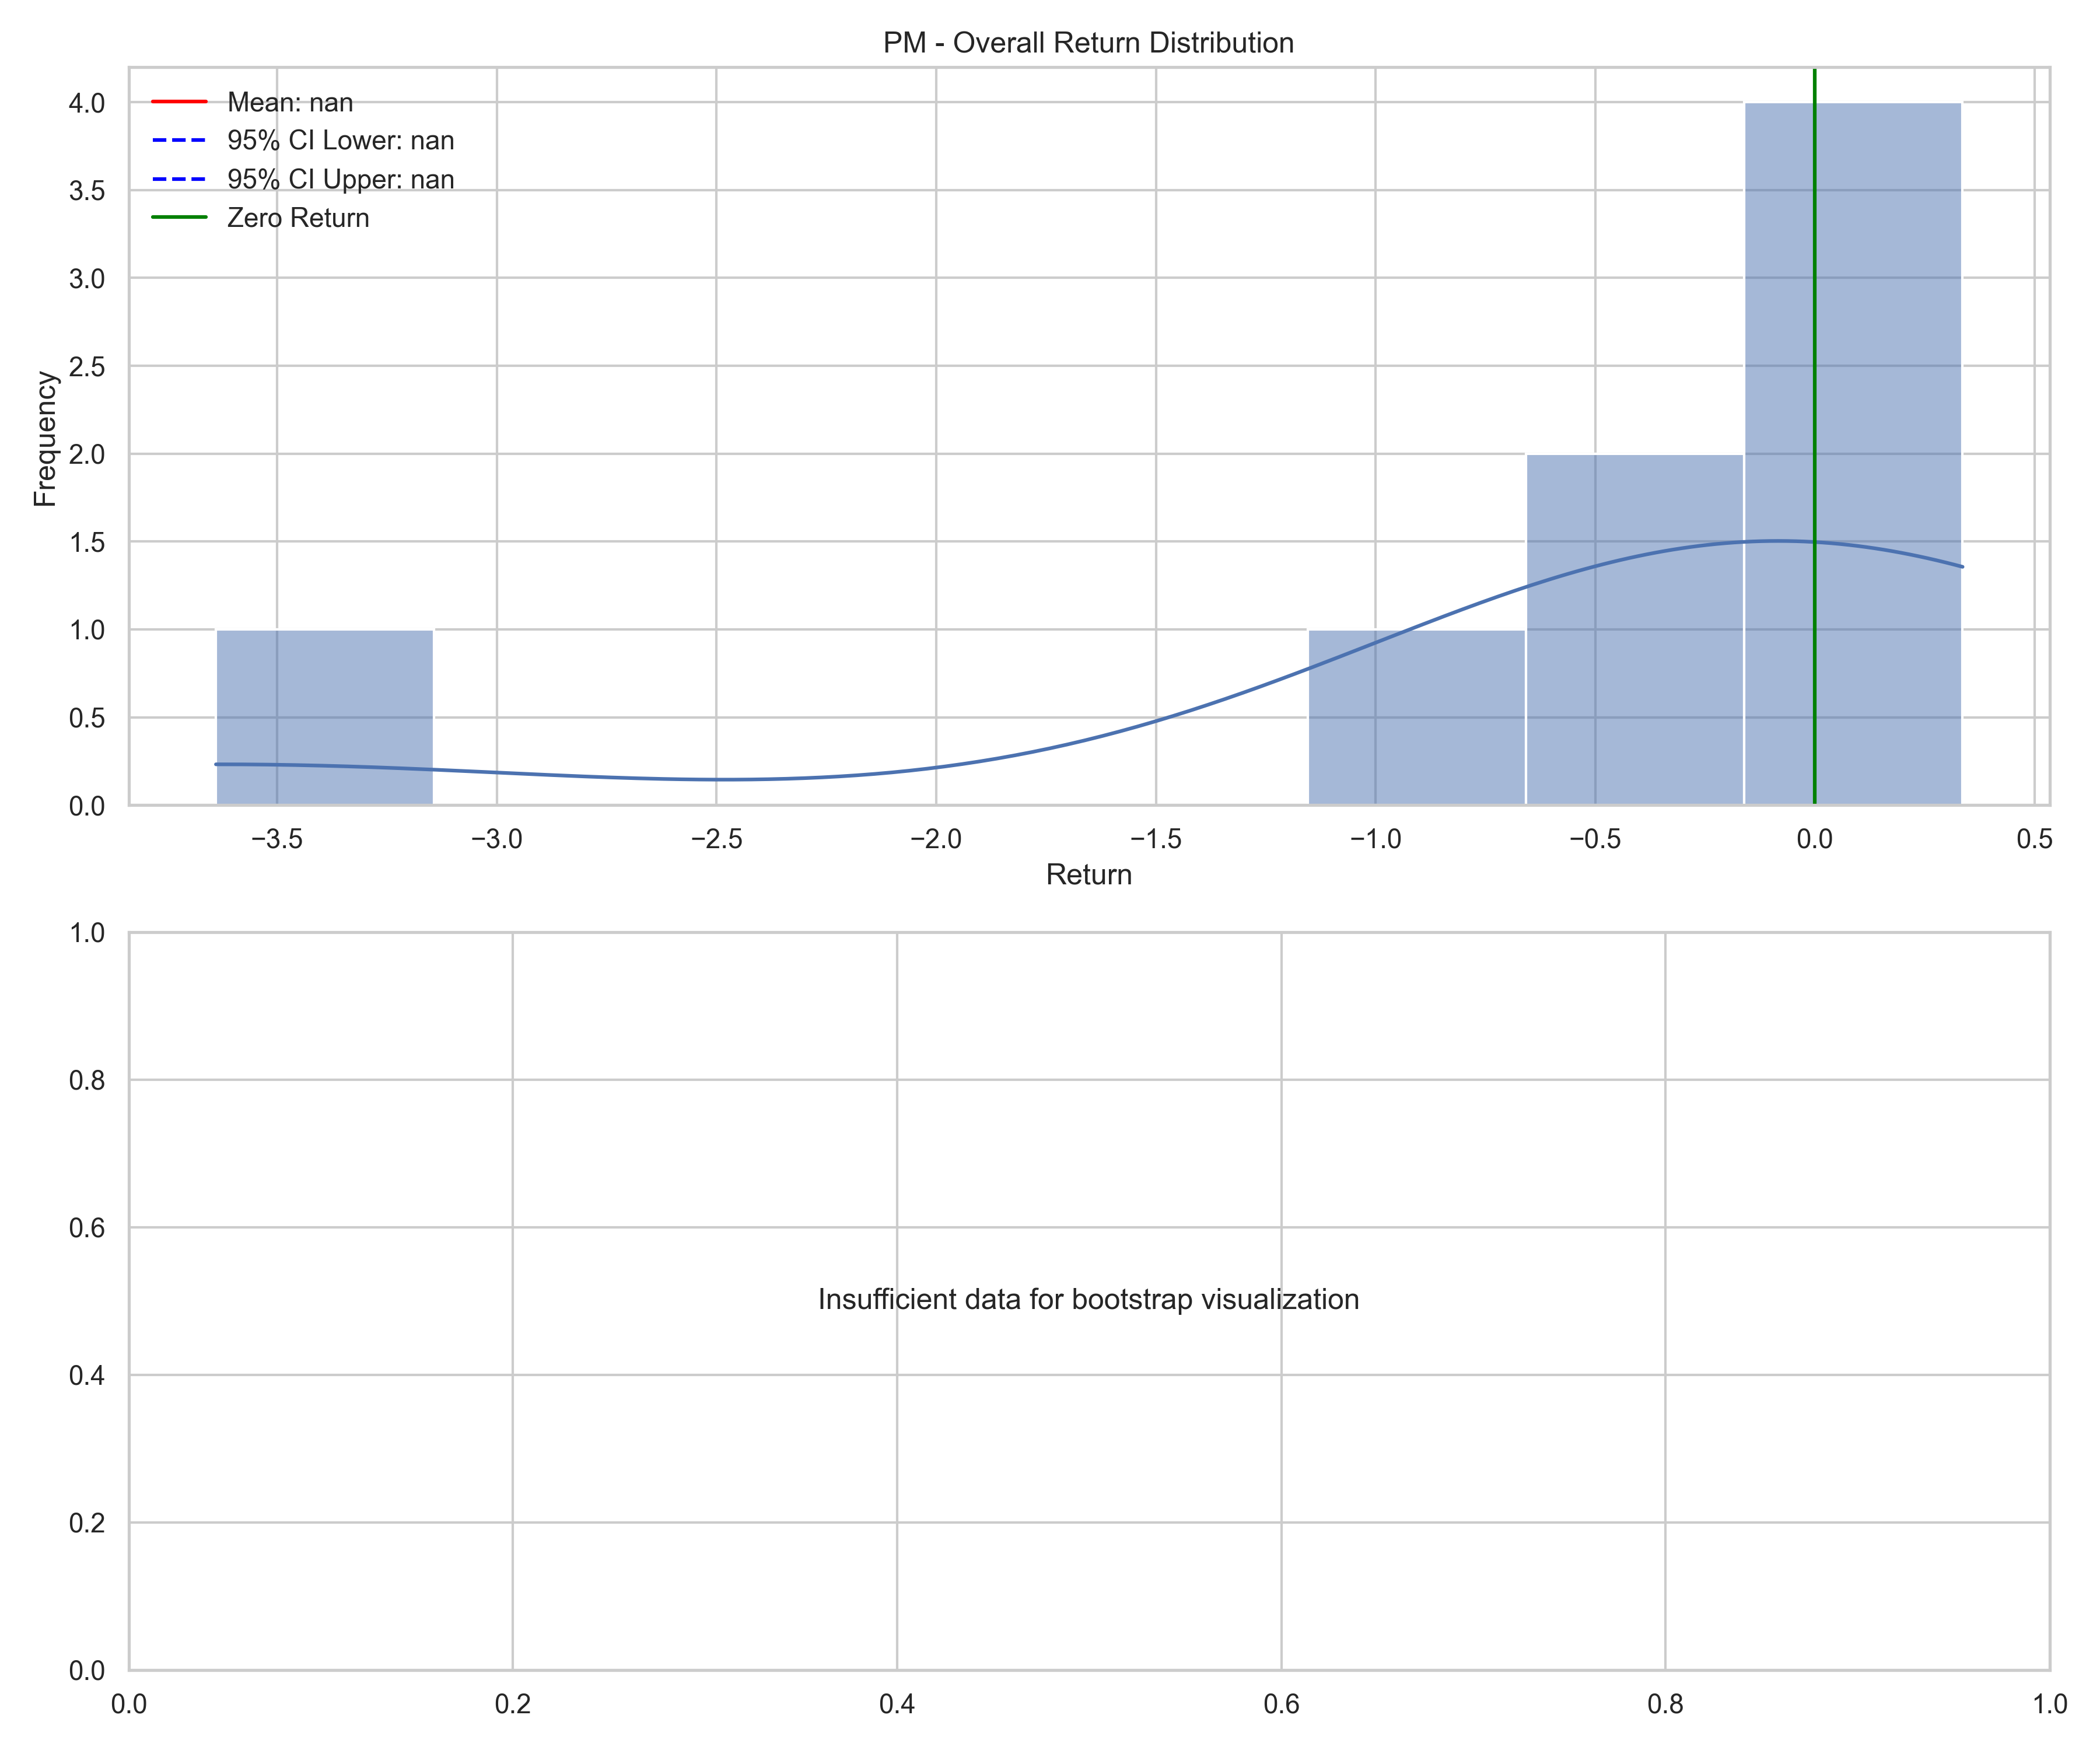 PM - Overall Return Distribution
Mean: nan
95% CI Lower: nan
95% CI Upper: nan
Zero Return
Frequency
4.0
3.5
3.0
2.5
2.0
1.5
1.0
0.5
0.0
−3.5 −3.0 −2.5 −2.0 −1.5 −1.0 −0.5 0.0 0.5
Return
1.0
0.8
0.6
Insufficient data for bootstrap visualization
0.4
0.2
0.0
0.0 0.2 0.4 0.6 0.8 1.0